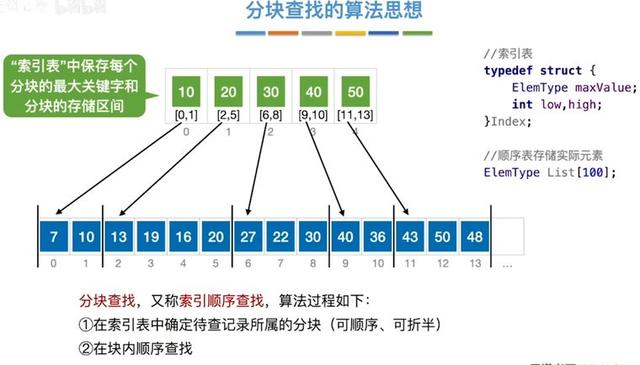 分块查找的算法思想
bilibili
“索引表”中保存每个
分块的最大关键字和
分块的存储区间
10 20 30 40 50
[0,1] [2,5] [6,8] [9,10] [11,13]
0 1 2 3 4
//索引表
typedef struct {
ElemType maxValue;
int low,high;
}Index;
//顺序表存储实际元素
ElemType List[100];
7 10 13 19 16 20 27 22 30 40 36 43 50 48
0 1 2 3 4 5 6 7 8 9 10 11 12 13 ...
分块查找，又称索引顺序查找，算法过程如下：
①在索引表中确定待查记录所属的分块（可顺序、可折半）
②在块内顺序查找